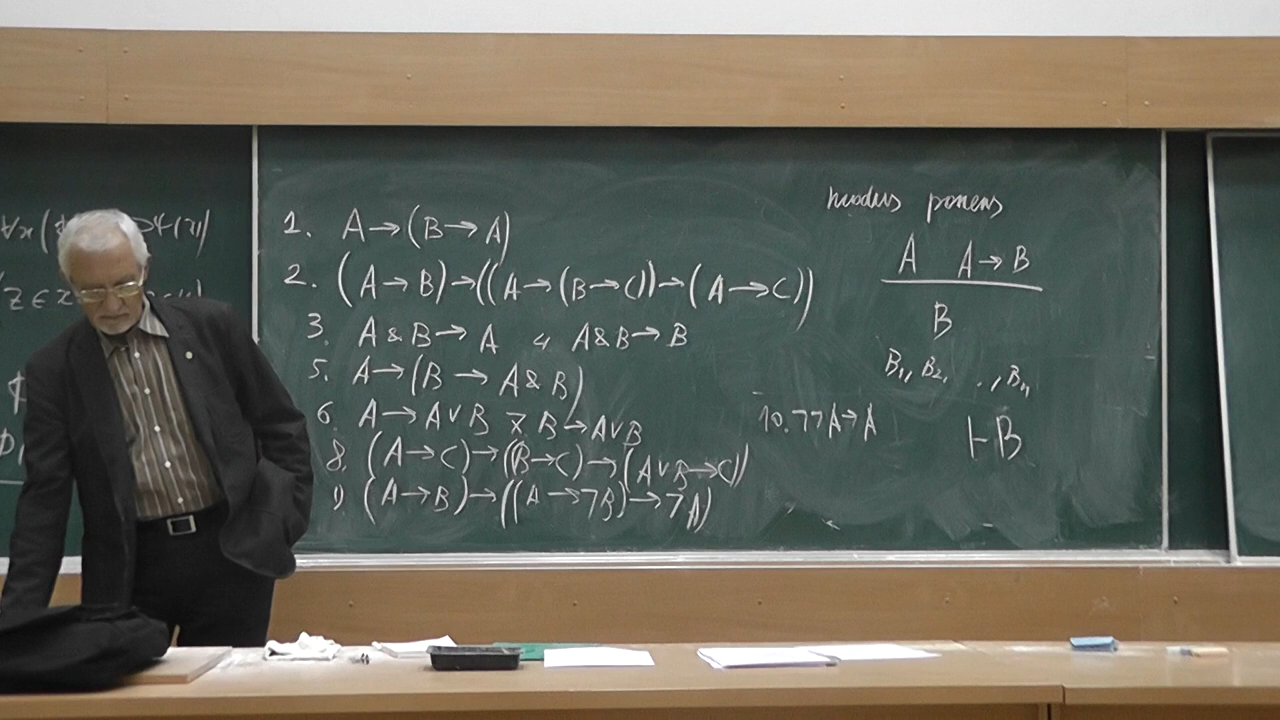 1. A→(B→A)
2. (A→B)→((A→(B→C))→(A→C))
3. A&B→A 4 A&B→B
5. A→(B→A&B)
6. A→A∨B 7 B→A∨B
8. (A→C)→(B→C)→(A∨B→C))
9) (A→B)→((A→¬B)→¬A)
10. ¬¬A→A
modus ponens
A A→B
B
B₁, B₂, . ., Bₙ
⊢B